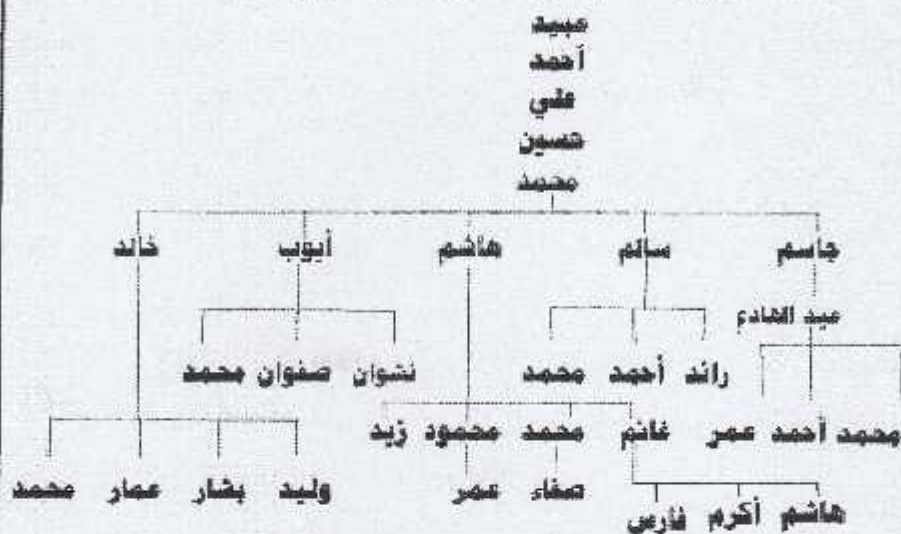 عبيد
أحمد
علي
حسين
محمد
جاسم سالم هاشم أيوب خالد
عبد الهادي
رائد أحمد محمد نشوان صفوان محمد
محمد أحمد عمر غانم محمد محمود زيد
وليد بشار عمار محمد
صفاء عمر
هاشم أكرم فارس